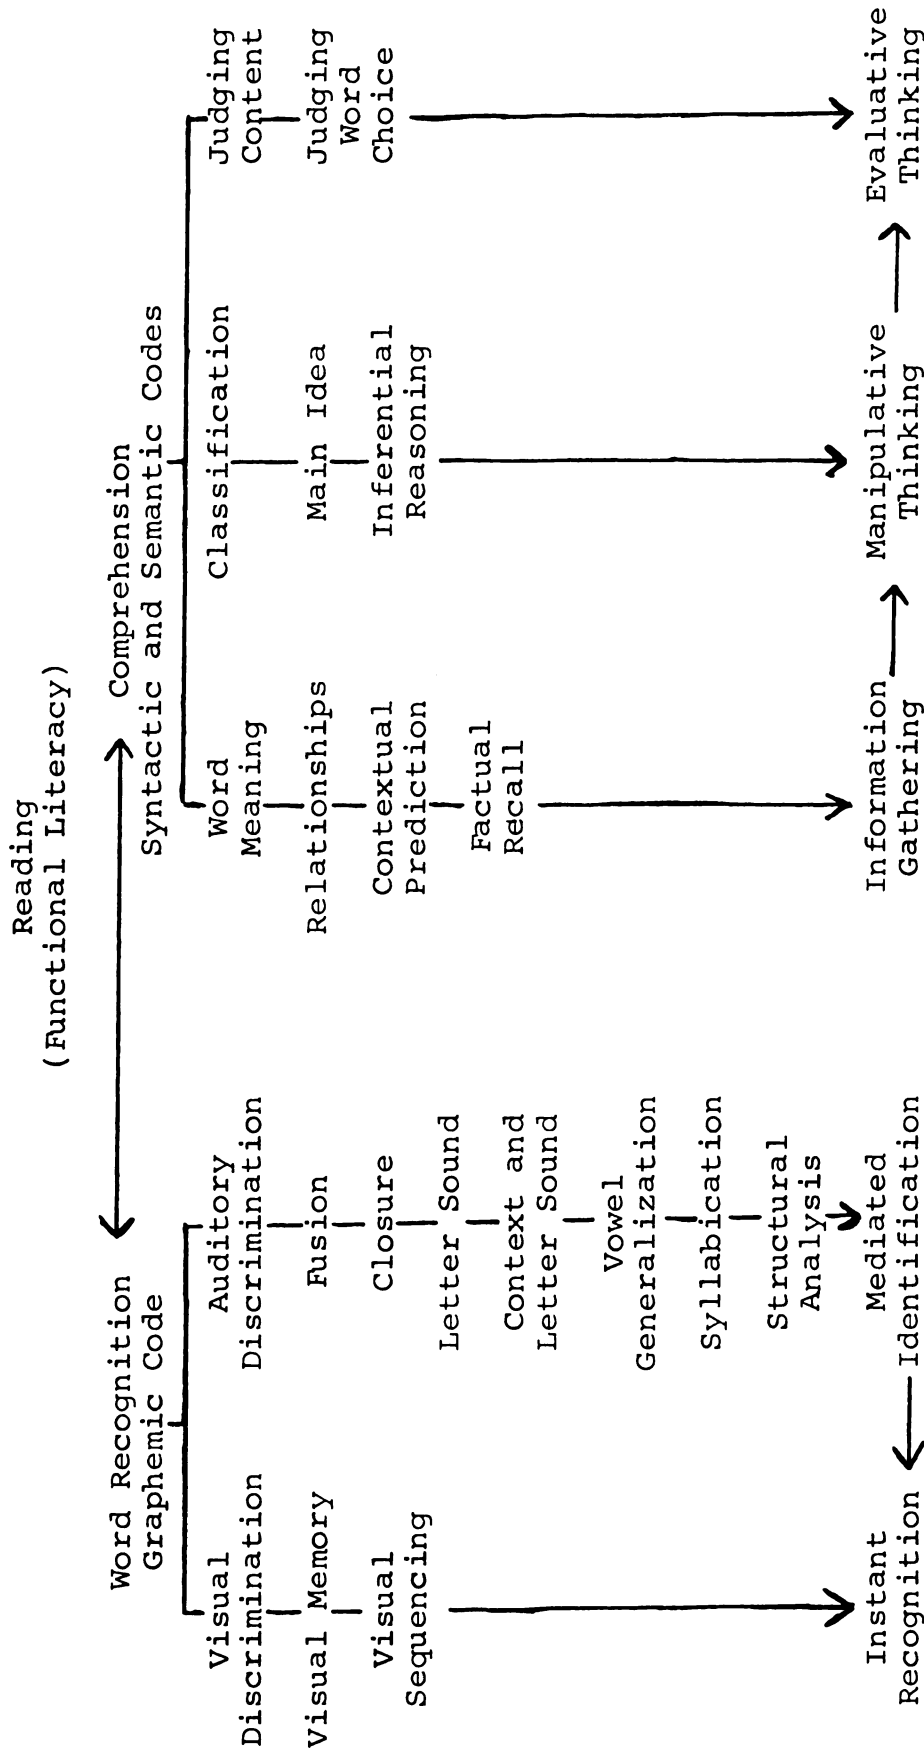 Reading
(Functional Literacy)
Word Recognition
Graphemic Code
Visual
Discrimination
Visual Memory
Visual
Sequencing
Instant
Recognition
Auditory
Discrimination
Fusion
Closure
Letter Sound
Context and
Letter Sound
Vowel
Generalization
Syllabication
Structural
Analysis
Mediated
Identification
Comprehension
Syntactic and Semantic Codes
Word
Meaning
Relationships
Contextual
Prediction
Factual
Recall
Information
Gathering
Classification
Main Idea
Inferential
Reasoning
Manipulative
Thinking
Judging
Content
Judging
Word
Choice
Evaluative
Thinking